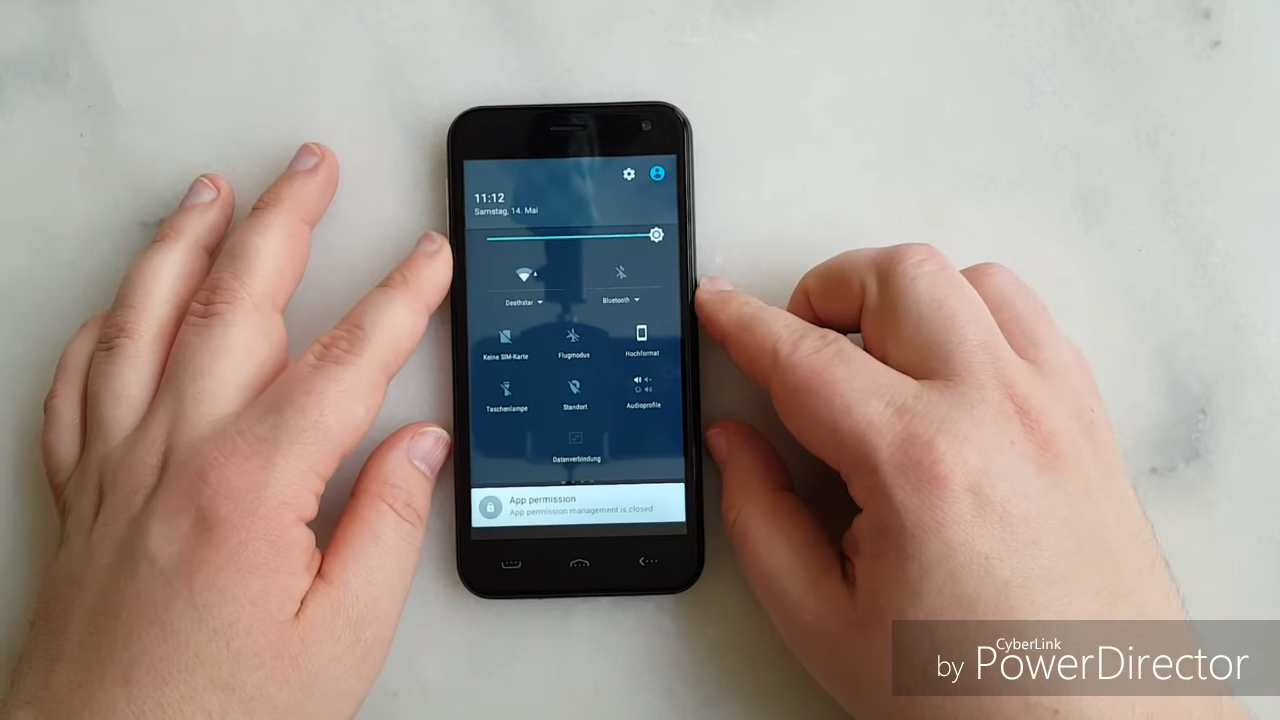 11:12
Samstag, 14. Mai
Deathstar
Bluetooth
Keine SIM-Karte
Flugmodus
Hochformat
Taschenlampe
Standort
Audioprofile
Datenverbindung
App permission
App permission management is closed
CyberLink
by PowerDirector